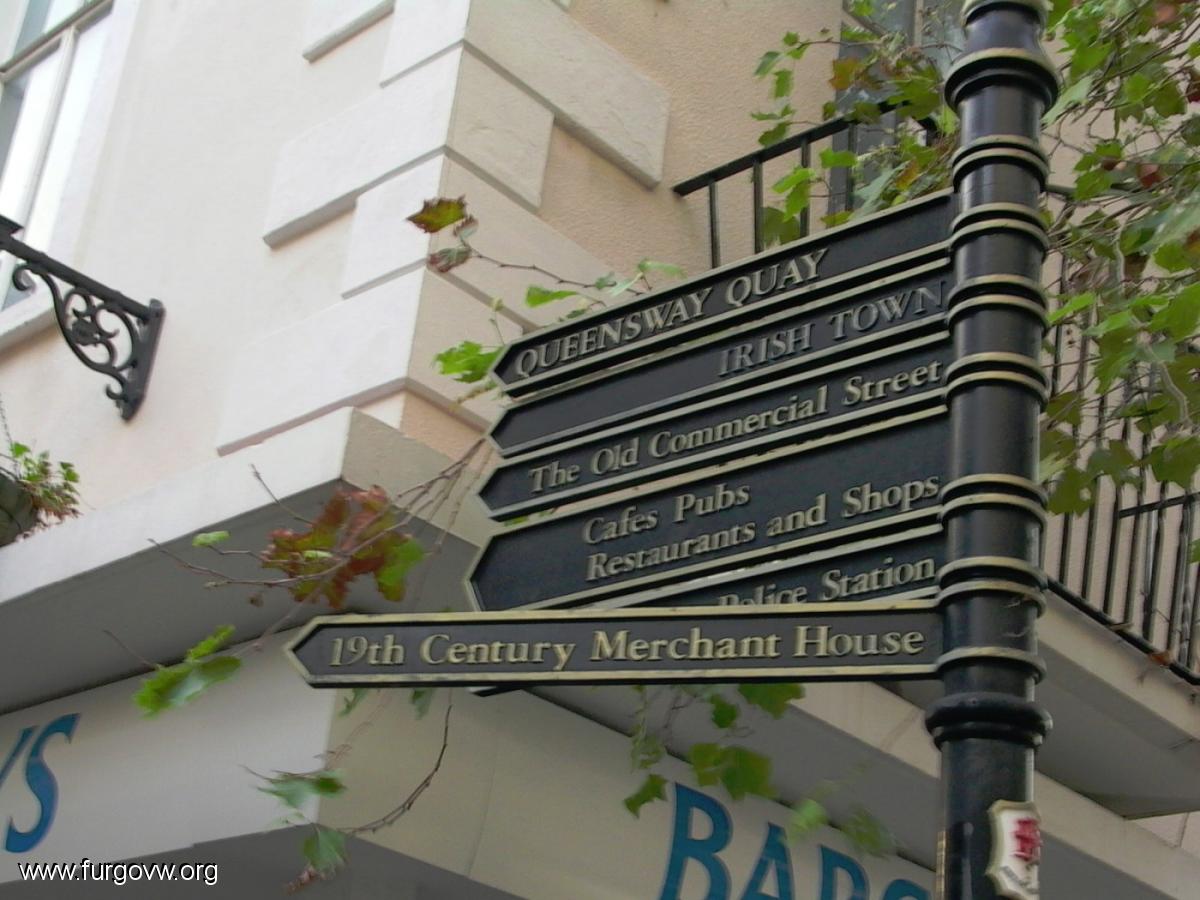 QUEENSWAY QUAY
IRISH TOWN
The Old Commercial Street
Cafes Pubs
Restaurants and Shops
Police Station
19th Century Merchant House
www.furgovw.org